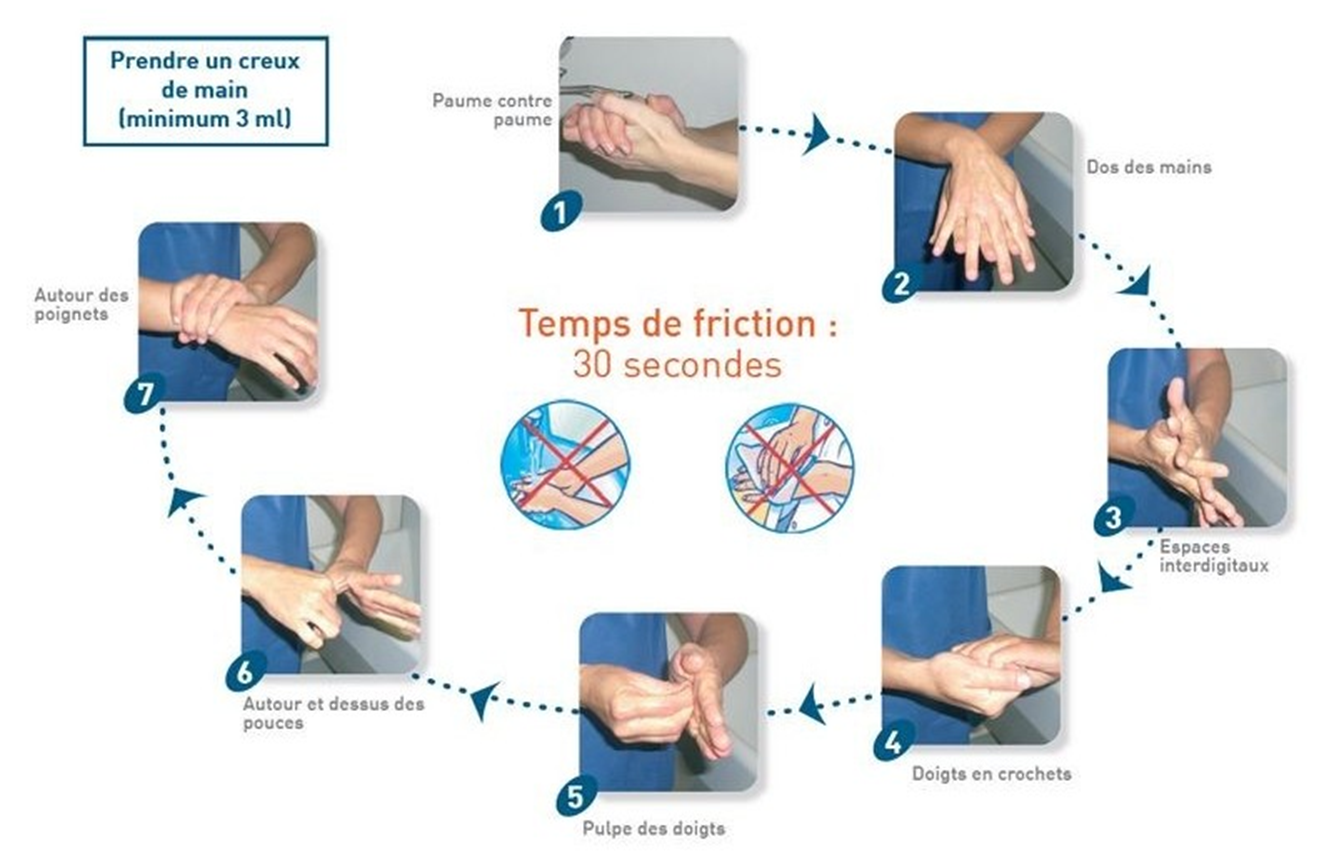 Prendre un creux
de main
(minimum 3 ml)
Paume contre
paume
1
Dos des mains
2
Espaces
interdigitaux
3
Doigts en crochets
4
Pulpe des doigts
5
Autour et dessus des
pouces
6
Autour des
poignets
7
Temps de friction :
30 secondes